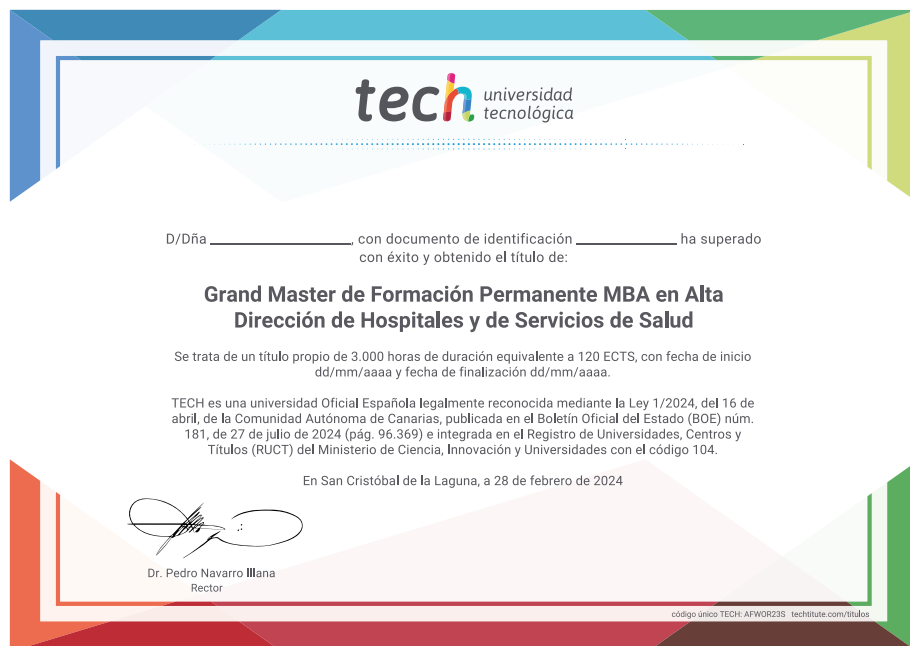 tech universidad
tecnológica
D/Dña ____________________, con documento de identificación ______________ ha superado
con éxito y obtenido el título de:
Grand Master de Formación Permanente MBA en Alta
Dirección de Hospitales y de Servicios de Salud
Se trata de un título propio de 3.000 horas de duración equivalente a 120 ECTS, con fecha de inicio
dd/mm/aaaa y fecha de finalización dd/mm/aaaa.
TECH es una universidad Oficial Española legalmente reconocida mediante la Ley 1/2024, del 16 de
abril, de la Comunidad Autónoma de Canarias, publicada en el Boletín Oficial del Estado (BOE) núm.
181, de 27 de julio de 2024 (pág. 96.369) e integrada en el Registro de Universidades, Centros y
Títulos (RUCT) del Ministerio de Ciencia, Innovación y Universidades con el código 104.
En San Cristóbal de la Laguna, a 28 de febrero de 2024
Dr. Pedro Navarro Illana
Rector
código único TECH: AFWOR23S techtitute.com/titulos